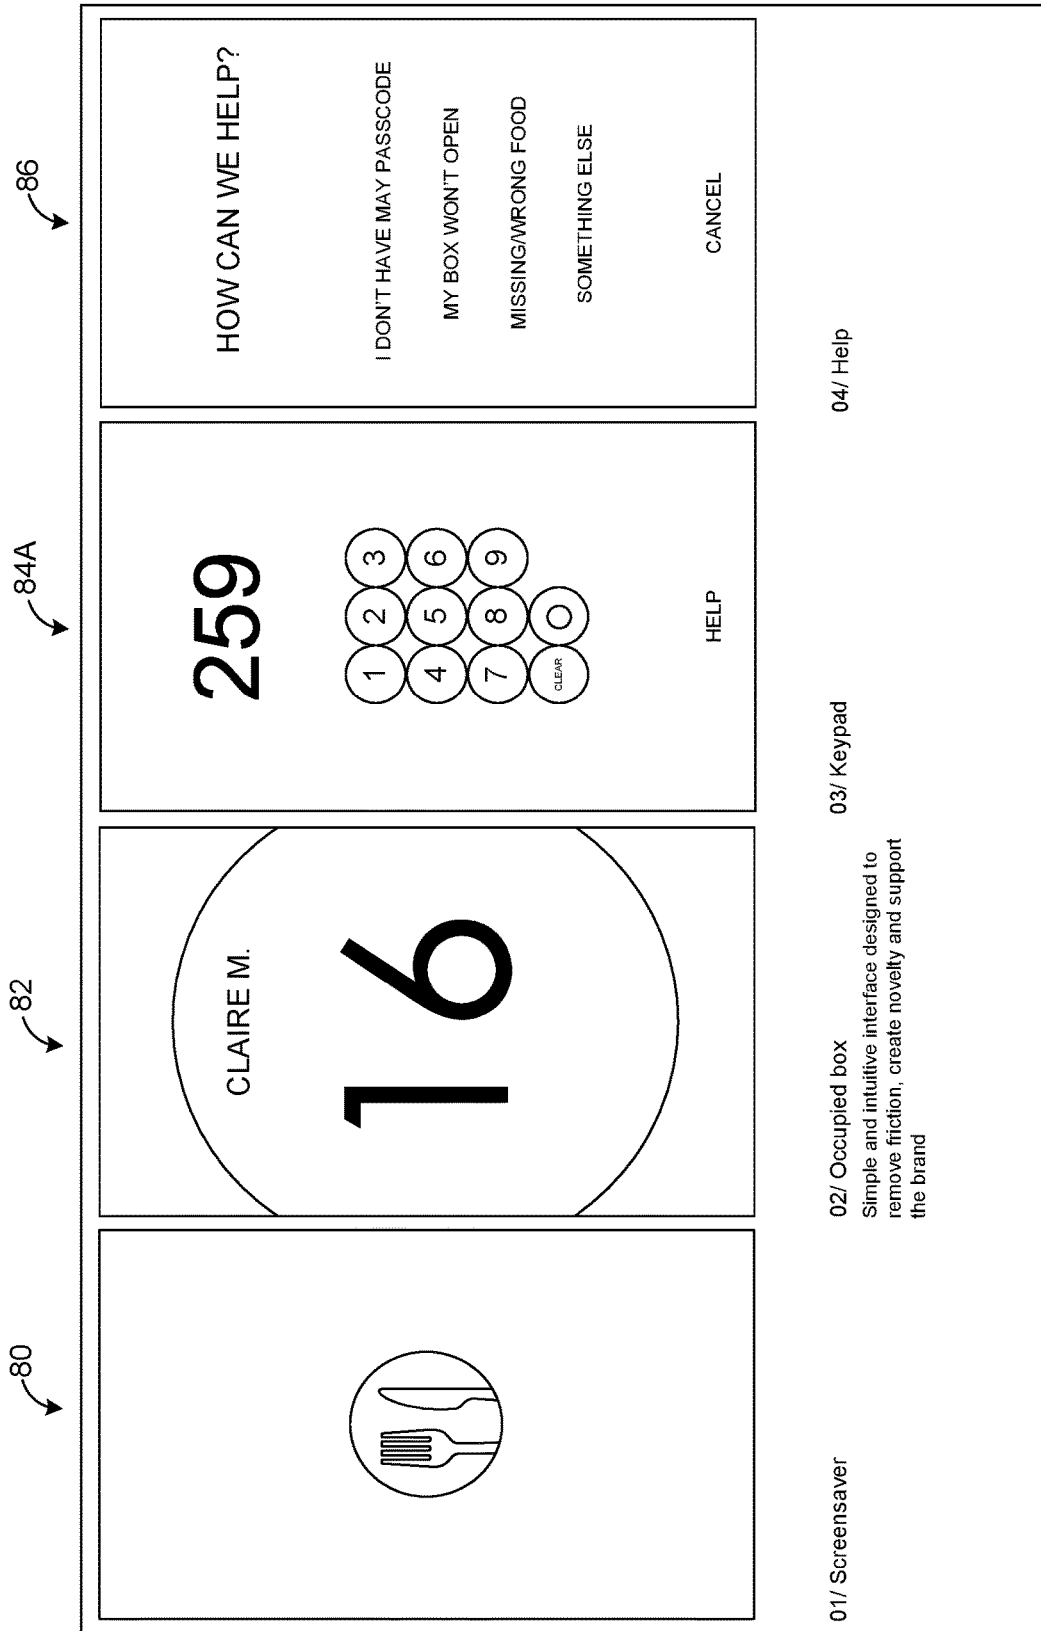 80
82
84A
86
CLAIRE M.
16
259
1 2 3
4 5 6
7 8 9
CLEAR 0
HELP
HOW CAN WE HELP?
I DON'T HAVE MAY PASSCODE
MY BOX WON'T OPEN
MISSING/WRONG FOOD
SOMETHING ELSE
CANCEL
01/ Screensaver
02/ Occupied box
Simple and intuitive interface designed to
remove friction, create novelty and support
the brand
03/ Keypad
04/ Help